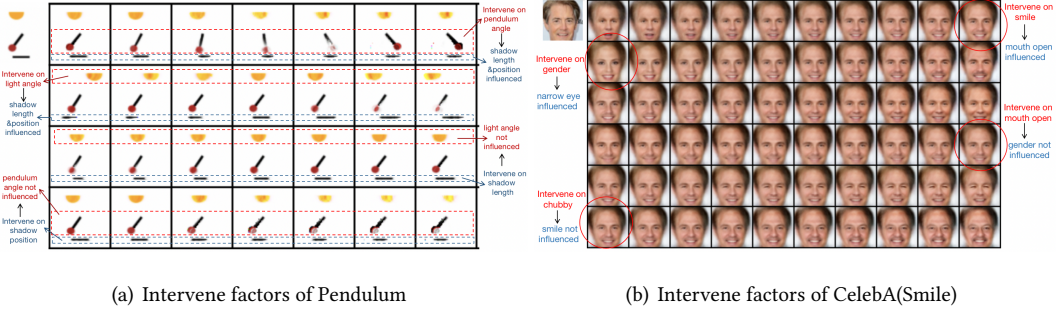 Intervene on
pendulum
angle
shadow
length
&position
influenced
Intervene on
light angle
shadow
length
&position
influenced
light angle
not
influenced
Intervene on
shadow
length
pendulum
angle not
influenced
Intervene on
shadow
position
(a) Intervene factors of Pendulum
Intervene on
smile
mouth open
influenced
Intervene on
gender
narrow eye
influenced
Intervene on
mouth open
gender not
influenced
Intervene on
chubby
smile not
influenced
(b) Intervene factors of CelebA(Smile)